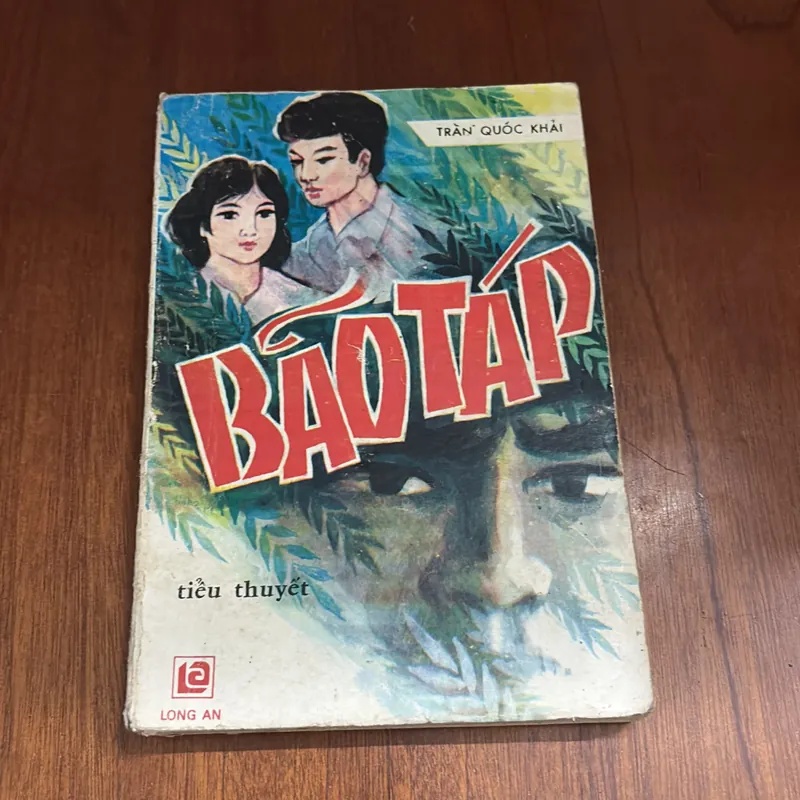 TRẦN QUỐC KHẢI
BÃO TÁP
tiểu thuyết
LONG AN